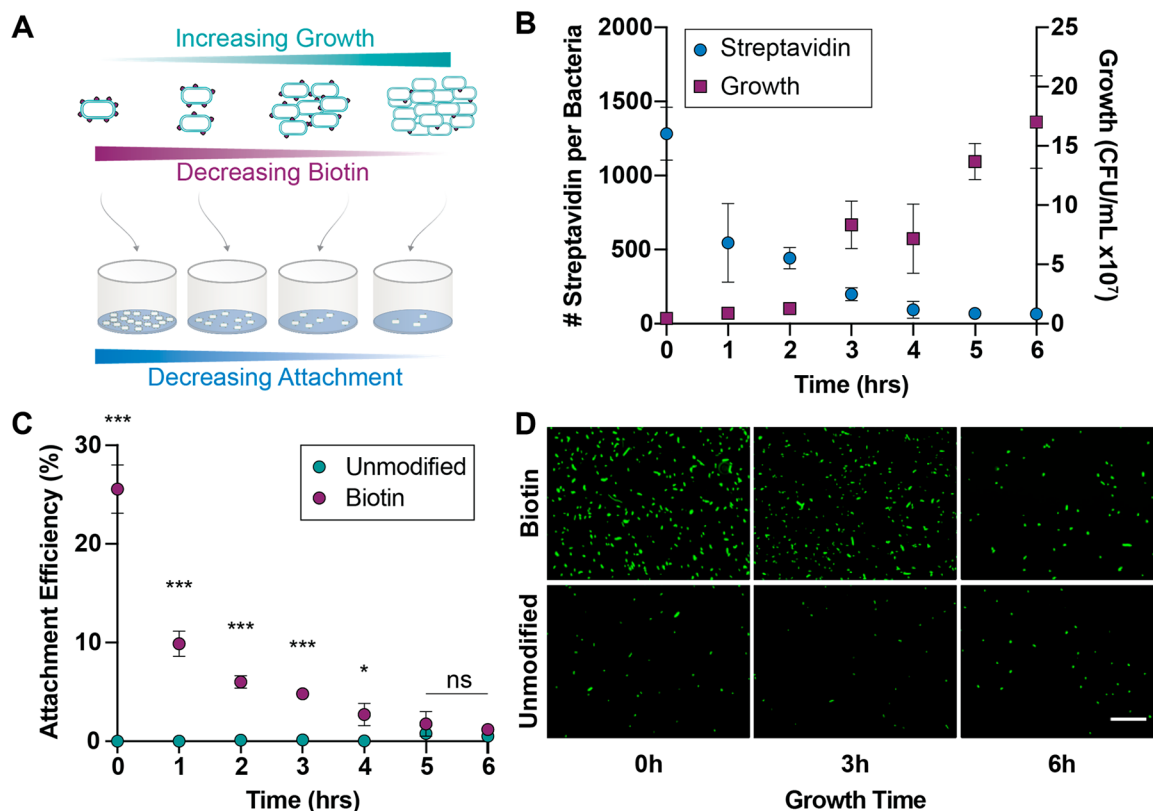 A
Increasing Growth
Decreasing Biotin
Decreasing Attachment
B
# Streptavidin per Bacteria
2000
1500
1000
500
0
Streptavidin
Growth
25
20
15
10
5
0
Growth (CFU/mL x10⁷)
0 1 2 3 4 5 6
Time (hrs)
C
Attachment Efficiency (%)
30
20
10
0
***
***
***
***
*
ns
Unmodified
Biotin
0 1 2 3 4 5 6
Time (hrs)
D
Biotin
Unmodified
0h 3h 6h
Growth Time